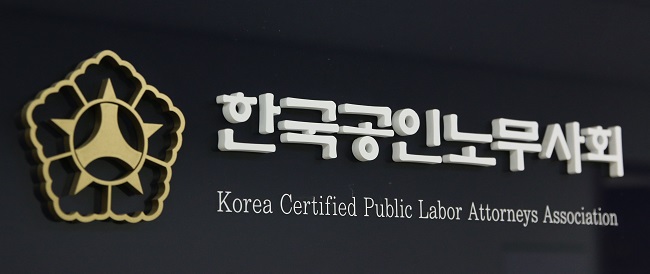 한국공인노무사회
Korea Certified Public Labor Attorneys Association